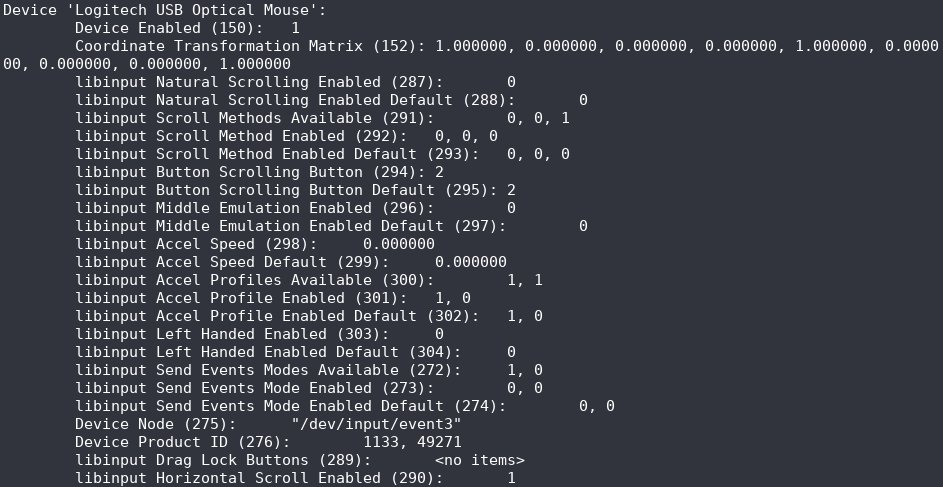 Device 'Logitech USB Optical Mouse':
Device Enabled (150):   1
Coordinate Transformation Matrix (152): 1.000000, 0.000000, 0.000000, 0.000000, 1.000000, 0.0000
00, 0.000000, 0.000000, 1.000000
libinput Natural Scrolling Enabled (287):       0
libinput Natural Scrolling Enabled Default (288):       0
libinput Scroll Methods Available (291):        0, 0, 1
libinput Scroll Method Enabled (292):   0, 0, 0
libinput Scroll Method Enabled Default (293):   0, 0, 0
libinput Button Scrolling Button (294): 2
libinput Button Scrolling Button Default (295): 2
libinput Middle Emulation Enabled (296):        0
libinput Middle Emulation Enabled Default (297):        0
libinput Accel Speed (298):     0.000000
libinput Accel Speed Default (299):     0.000000
libinput Accel Profiles Available (300):        1, 1
libinput Accel Profile Enabled (301):   1, 0
libinput Accel Profile Enabled Default (302):   1, 0
libinput Left Handed Enabled (303):     0
libinput Left Handed Enabled Default (304):     0
libinput Send Events Modes Available (272):     1, 0
libinput Send Events Mode Enabled (273):        0, 0
libinput Send Events Mode Enabled Default (274):        0, 0
Device Node (275):      "/dev/input/event3"
Device Product ID (276):        1133, 49271
libinput Drag Lock Buttons (289):       <no items>
libinput Horizontal Scroll Enabled (290):       1